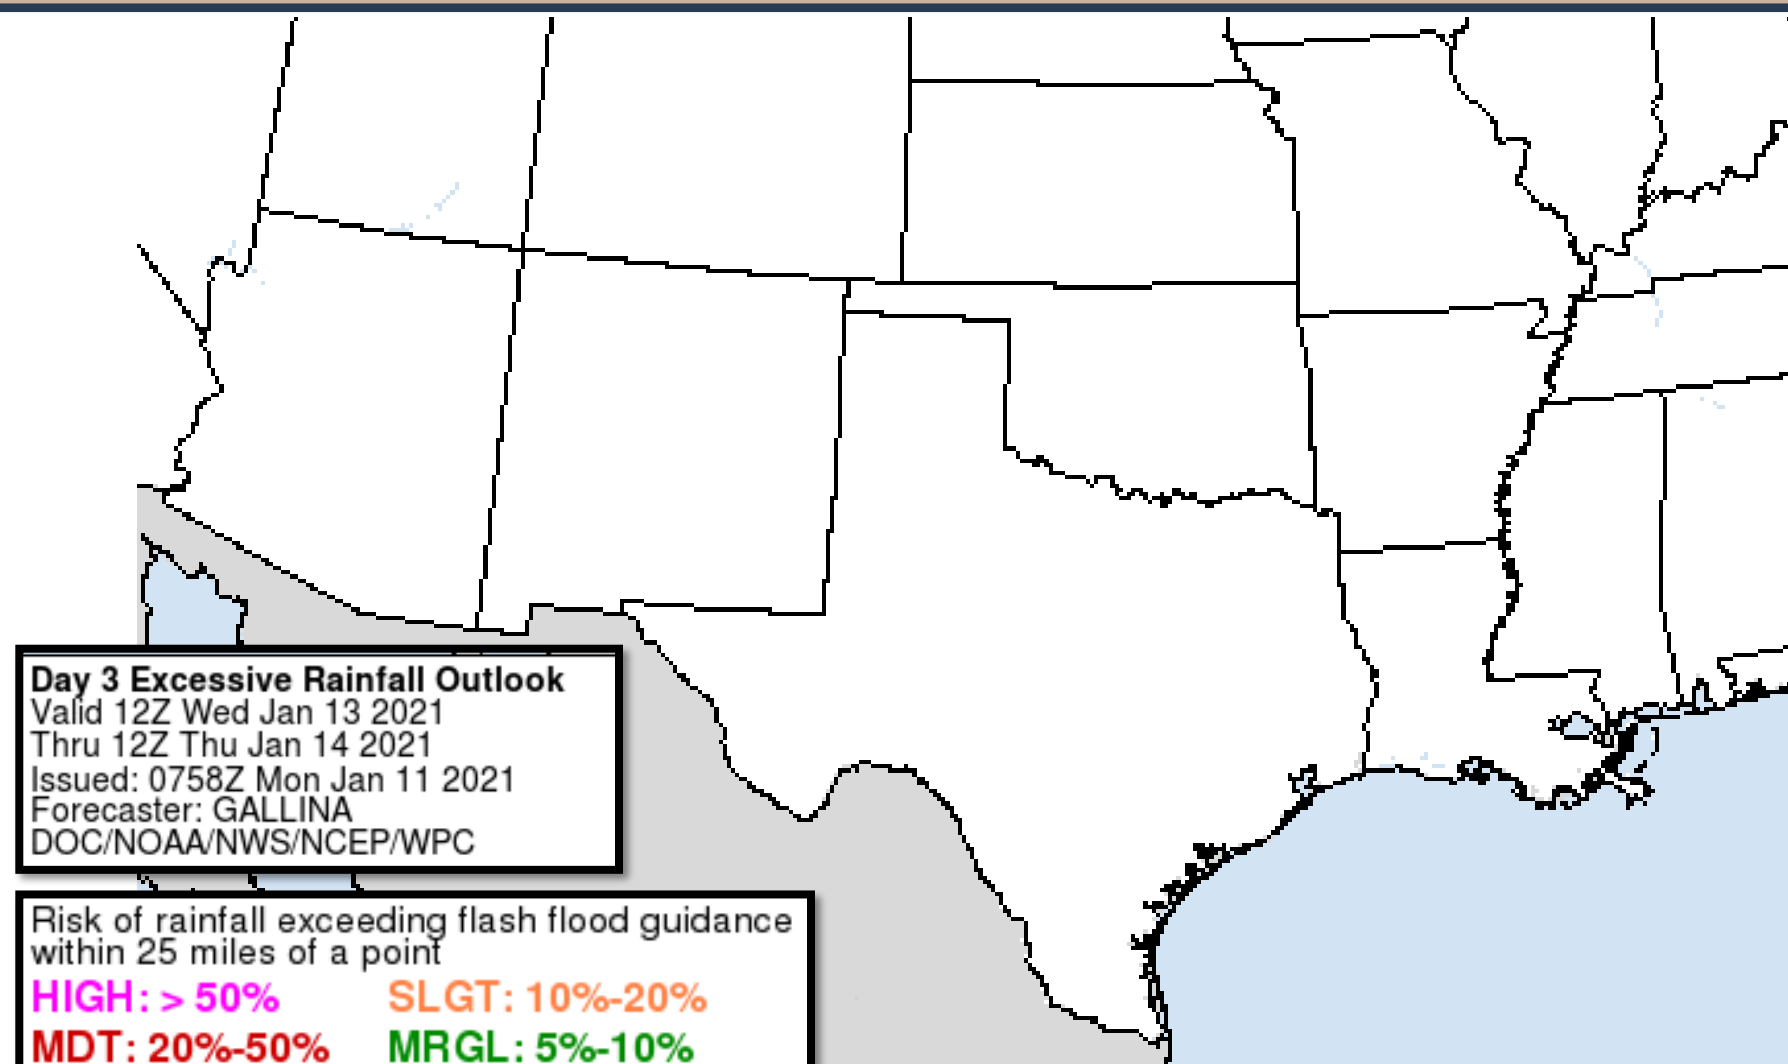 Day 3 Excessive Rainfall Outlook
Valid 12Z Wed Jan 13 2021
Thru 12Z Thu Jan 14 2021
Issued: 0758Z Mon Jan 11 2021
Forecaster: GALLINA
DOC/NOAA/NWS/NCEP/WPC
Risk of rainfall exceeding flash flood guidance
within 25 miles of a point
HIGH: > 50% SLGT: 10%-20%
MDT: 20%-50% MRGL: 5%-10%